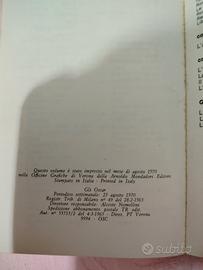 Questo volume è stato impresso nel mese di agosto 1970
nelle Officine Grafiche di Verona della Arnoldo Mondadori Editore
Stampato in Italia - Printed in Italy
Gli Oscar
Periodico settimanale: 25 agosto 1970
Registr. Trib. di Milano n° 49 del 28-2-1965
Direttore responsabile: Alceste Nomellini
Spedizione abbonamento postale TR edit.
Aut. n° 55715/2 del 4-3-1965 - Direz. PT Verona
9994 - OSC
subito